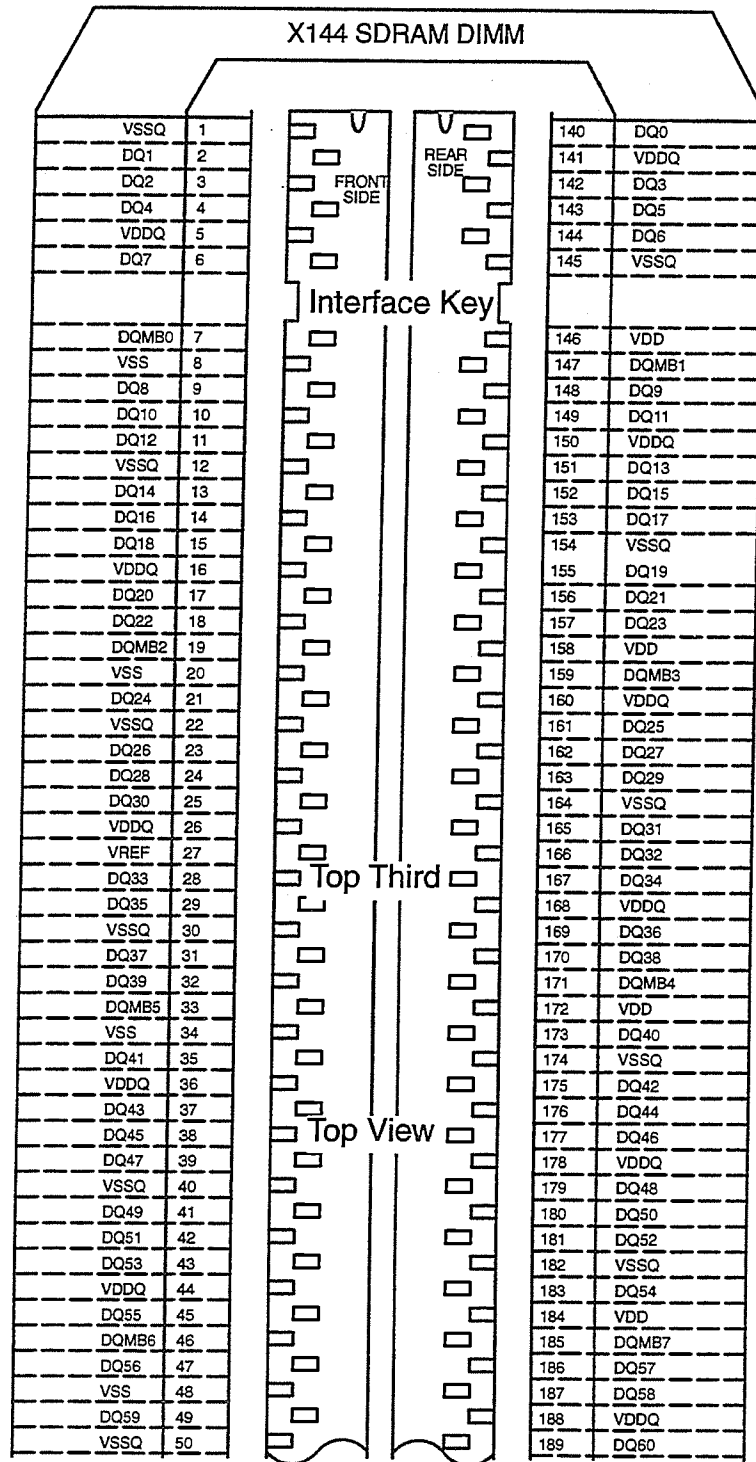 X144 SDRAM DIMM
VSSQ 1 140 DQ0
DQ1 2 REAR 141 VDDQ
DQ2 3 FRONT SIDE 142 DQ3
SIDE
DQ4 4 143 DQ5
VDDQ 5 144 DQ6
DQ7 6 145 VSSQ
Interface Key
DQMB0 7 146 VDD
VSS 8 147 DQMB1
DQ8 9 148 DQ9
DQ10 10 149 DQ11
DQ12 11 150 VDDQ
VSSQ 12 151 DQ13
DQ14 13 152 DQ15
DQ16 14 153 DQ17
DQ18 15 154 VSSQ
VDDQ 16 155 DQ19
DQ20 17 156 DQ21
DQ22 18 157 DQ23
DQMB2 19 158 VDD
VSS 20 159 DQMB3
DQ24 21 160 VDDQ
VSSQ 22 161 DQ25
DQ26 23 162 DQ27
DQ28 24 163 DQ29
DQ30 25 164 VSSQ
VDDQ 26 165 DQ31
VREF 27 166 DQ32
DQ33 28 Top Third 167 DQ34
DQ35 29 168 VDDQ
VSSQ 30 169 DQ36
DQ37 31 170 DQ38
DQ39 32 171 DQMB4
DQMB5 33 172 VDD
VSS 34 173 DQ40
DQ41 35 174 VSSQ
VDDQ 36 175 DQ42
DQ43 37 176 DQ44
DQ45 38 Top View 177 DQ46
DQ47 39 178 VDDQ
VSSQ 40 179 DQ48
DQ49 41 180 DQ50
DQ51 42 181 DQ52
DQ53 43 182 VSSQ
VDDQ 44 183 DQ54
DQ55 45 184 VDD
DQMB6 46 185 DQMB7
DQ56 47 186 DQ57
VSS 48 187 DQ58
DQ59 49 188 VDDQ
VSSQ 50 189 DQ60